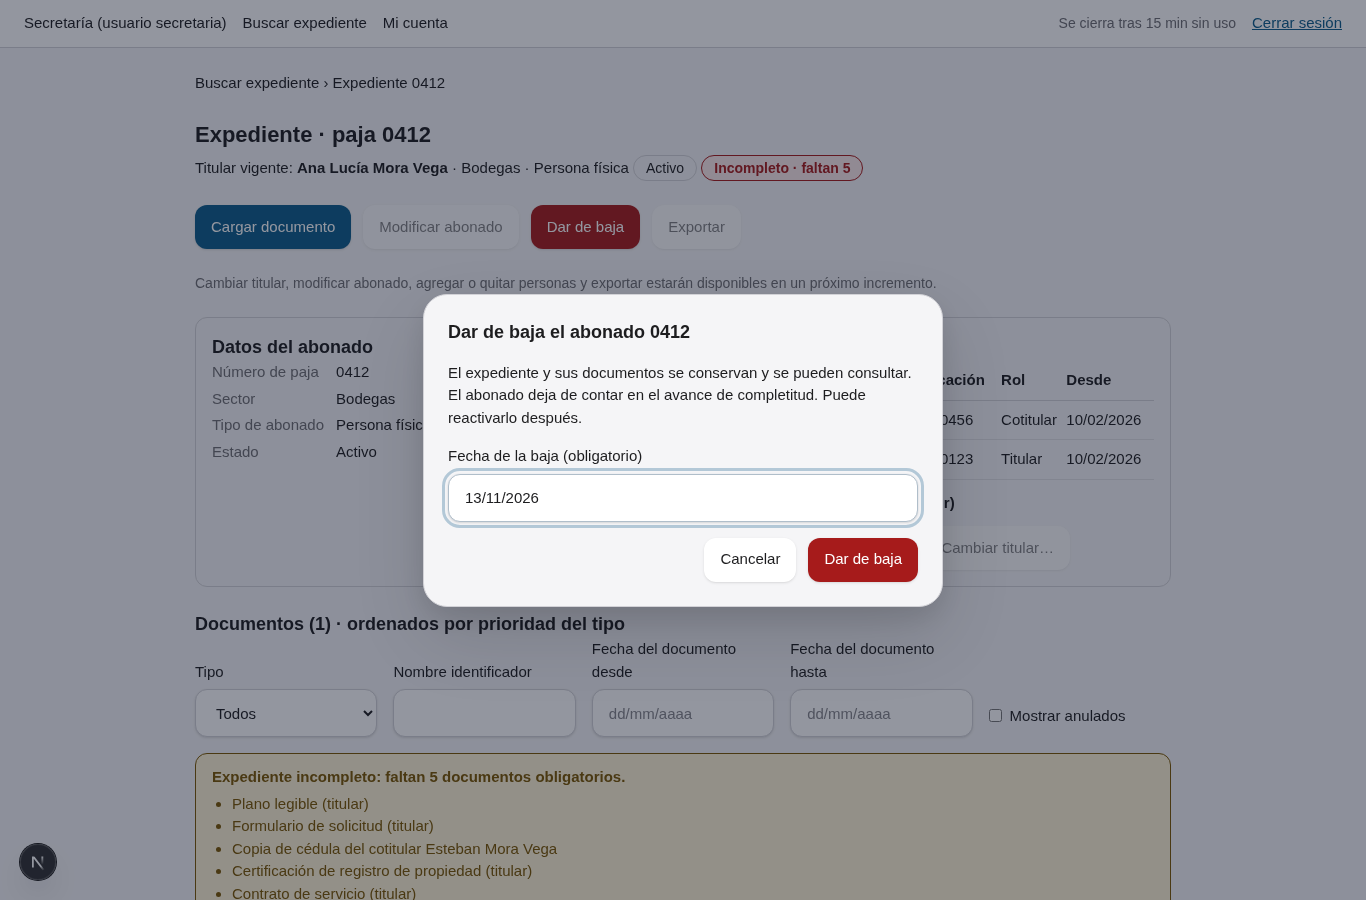 Secretaría (usuario secretaria) Buscar expediente Mi cuenta Se cierra tras 15 min sin uso Cerrar sesión
Buscar expediente › Expediente 0412
Expediente · paja 0412
Titular vigente: Ana Lucía Mora Vega · Bodegas · Persona física Activo Incompleto · faltan 5
Cargar documento Modificar abonado Dar de baja Exportar
Cambiar titular, modificar abonado, agregar o quitar personas y exportar estarán disponibles en un próximo incremento.
Dar de baja el abonado 0412
El expediente y sus documentos se conservan y se pueden consultar.
El abonado deja de contar en el avance de completitud. Puede
reactivarlo después.
Fecha de la baja (obligatorio)
13/11/2026
Cancelar Dar de baja
Datos del abonado
Número de paja 0412
Sector Bodegas
Tipo de abonado Persona físic
Estado Activo
cación Rol Desde
0456 Cotitular 10/02/2026
0123 Titular 10/02/2026
r)
Cambiar titular…
Documentos (1) · ordenados por prioridad del tipo
Tipo
Nombre identificador
Fecha del documento
desde
Fecha del documento
hasta
Todos
dd/mm/aaaa
dd/mm/aaaa
Mostrar anulados
Expediente incompleto: faltan 5 documentos obligatorios.
• Plano legible (titular)
• Formulario de solicitud (titular)
• Copia de cédula del cotitular Esteban Mora Vega
• Certificación de registro de propiedad (titular)
• Contrato de servicio (titular)
N